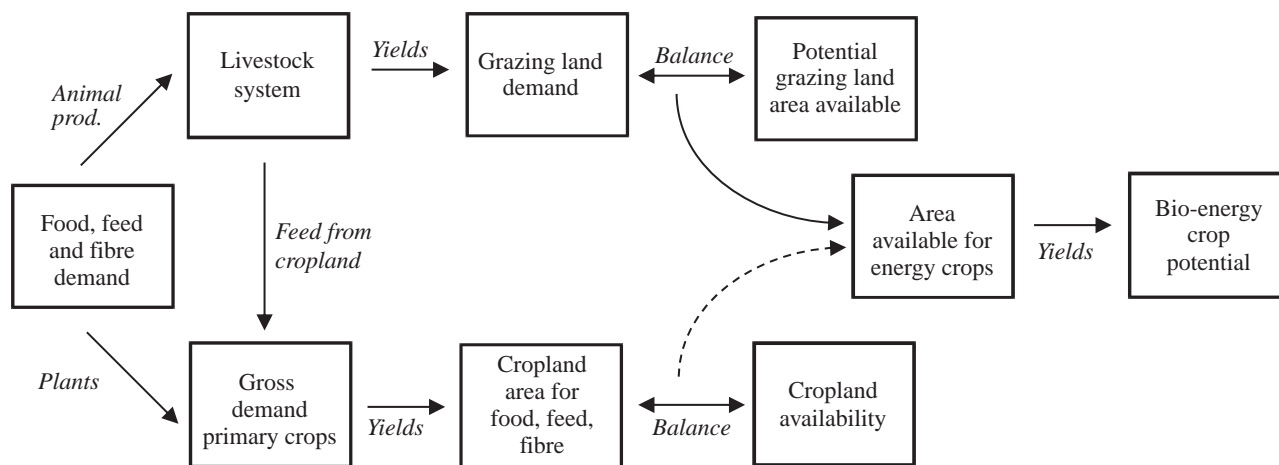 Livestock
system
Yields
Grazing land
demand
Balance
Potential
grazing land
area available
Animal
prod.
Food, feed
and fibre
demand
Feed from
cropland
Area
available for
energy crops
Yields
Bio-energy
crop
potential
Plants
Gross
demand
primary crops
Yields
Cropland
area for
food, feed,
fibre
Balance
Cropland
availability